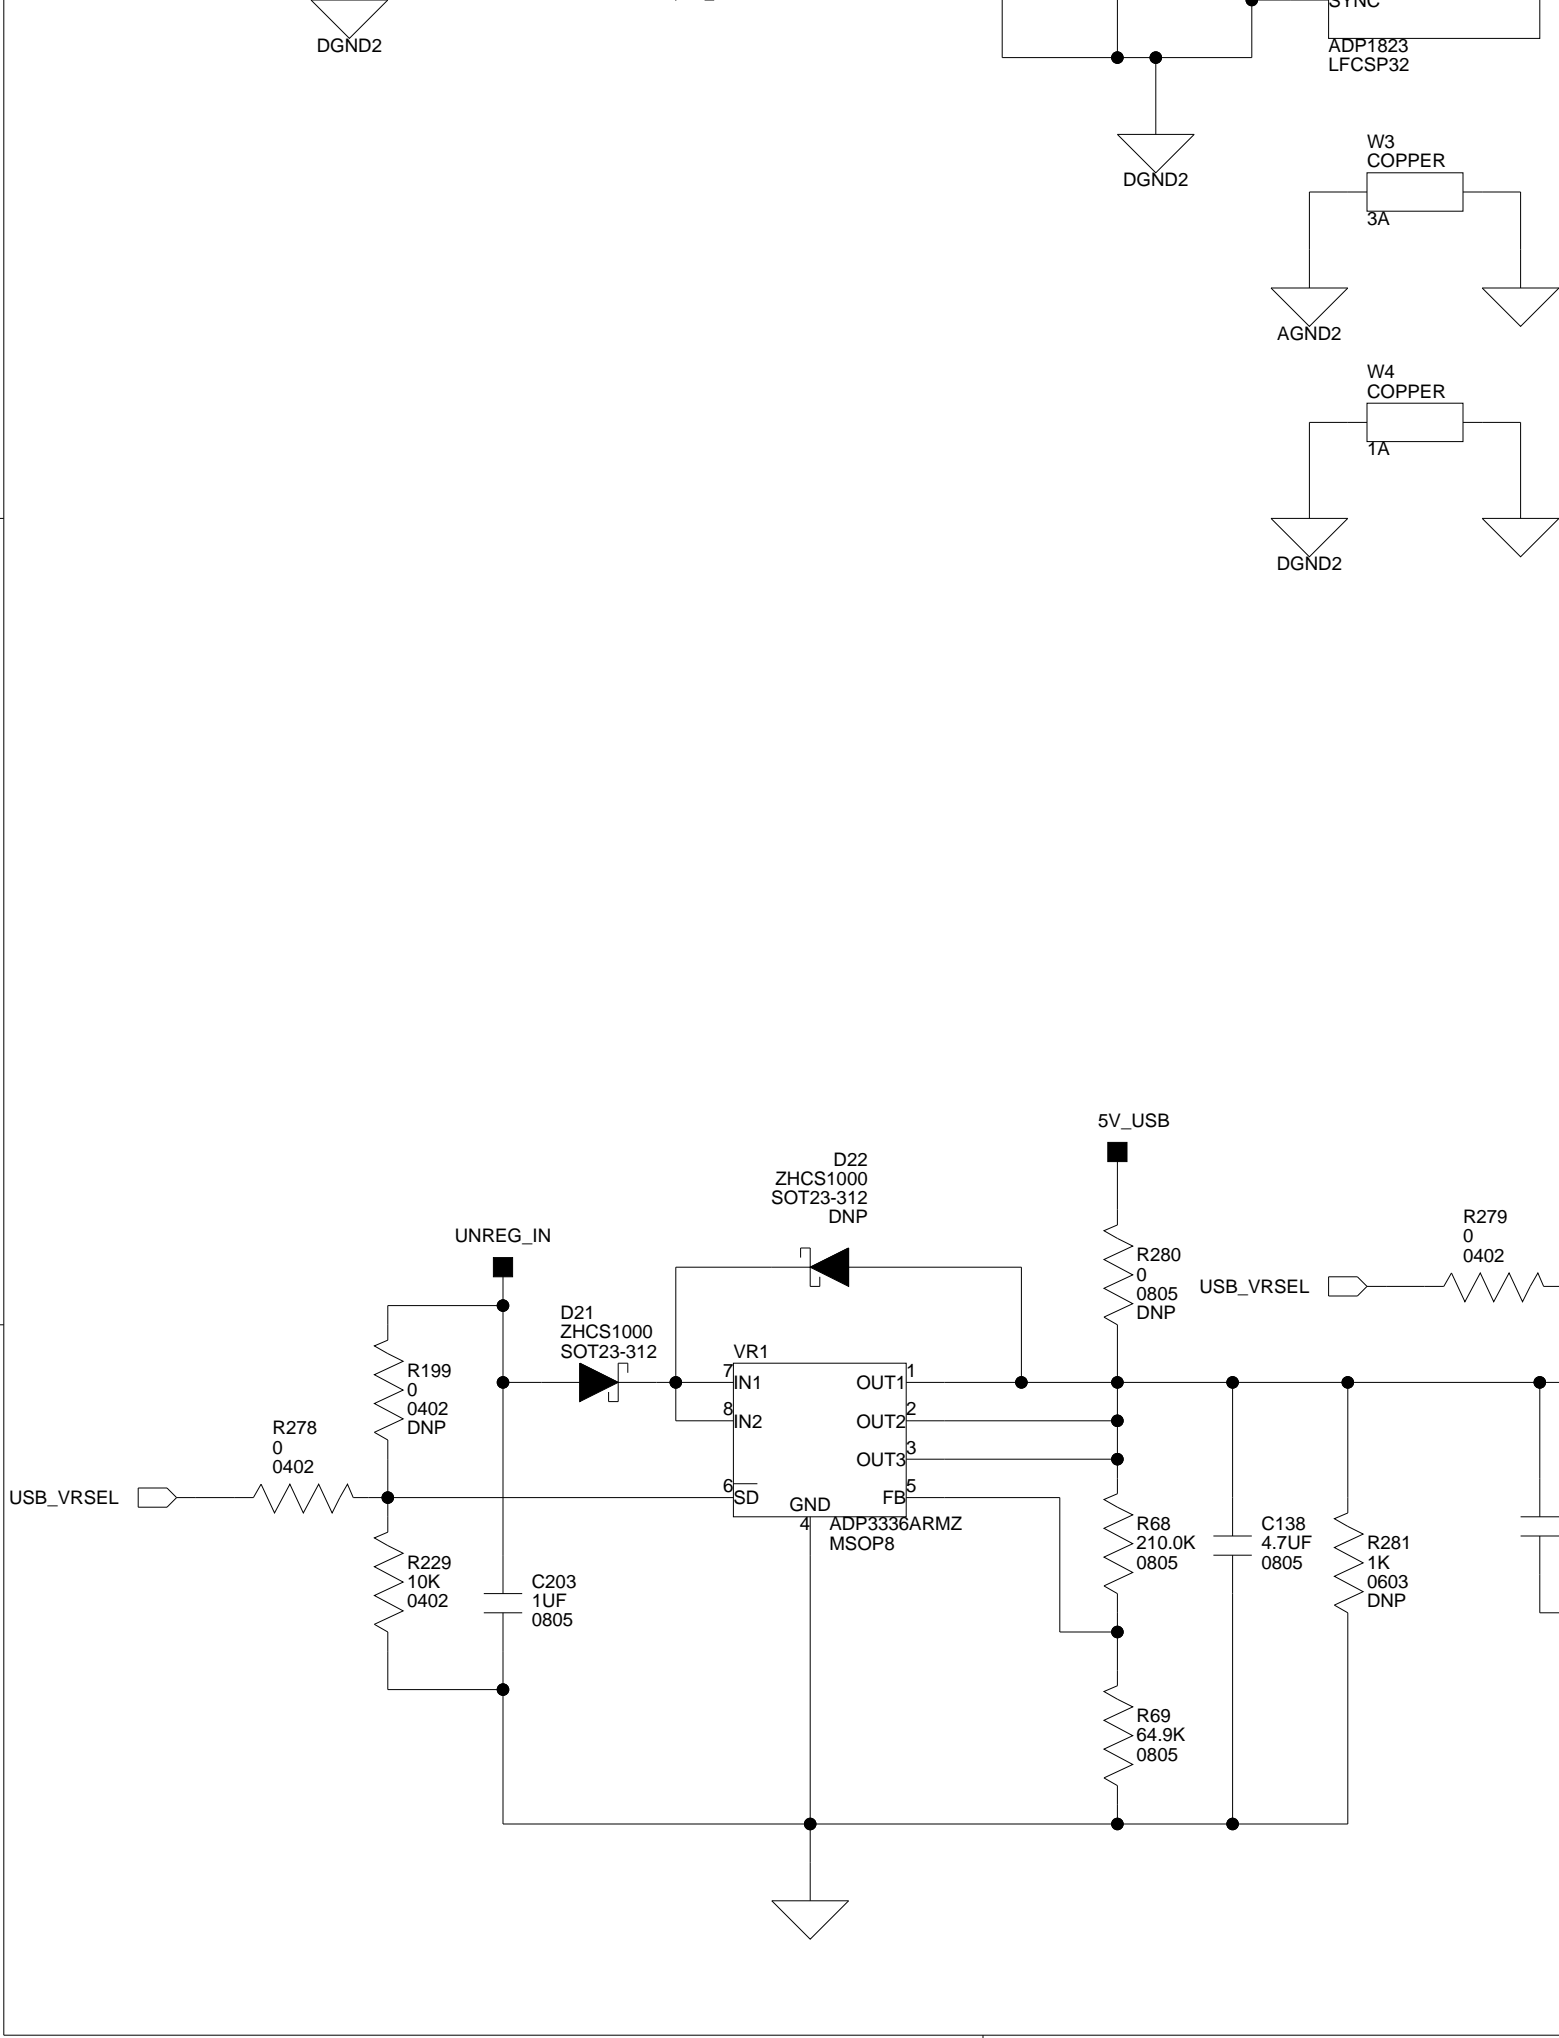 SYNC
DGND2
ADP1823
LFCSP32
W3
COPPER
DGND2
3A
AGND2
W4
COPPER
1A
DGND2
5V_USB
D22
ZHCS1000
SOT23-312
DNP
R279
0
0402
UNREG_IN
R280
0
0805
DNP
USB_VRSEL
D21
ZHCS1000
SOT23-312
VR1
R199
0
0402
DNP
7
IN1
OUT1
1
8
IN2
OUT2
2
OUT3
3
R278
0
0402
USB_VRSEL
6
SD
FB
5
GND
4
ADP3336ARMZ
MSOP8
R68
210.0K
0805
C138
4.7UF
0805
R281
1K
0603
DNP
R229
10K
0402
C203
1UF
0805
R69
64.9K
0805